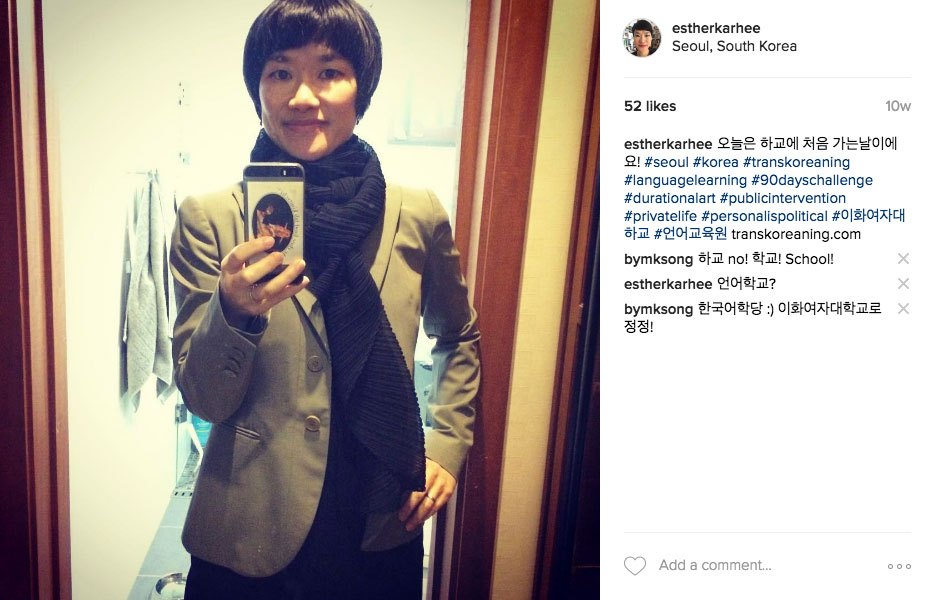 estherkarhee
Seoul, South Korea
52 likes
10w
estherkarhee 오늘은 하교에 처음 가는날이에
요! #seoul #korea #transkoreaning
#languagelearning #90dayschallenge
#durationalart #publicintervention
#privatelife #personalispolitical #이화여자대
하교 #언어교육원 transkoreaning.com
bymksong 하교 no! 학교! School!
estherkarhee 언어학교?
bymksong 한국어학당 :) 이화여자대학교로
정정!
Add a comment...